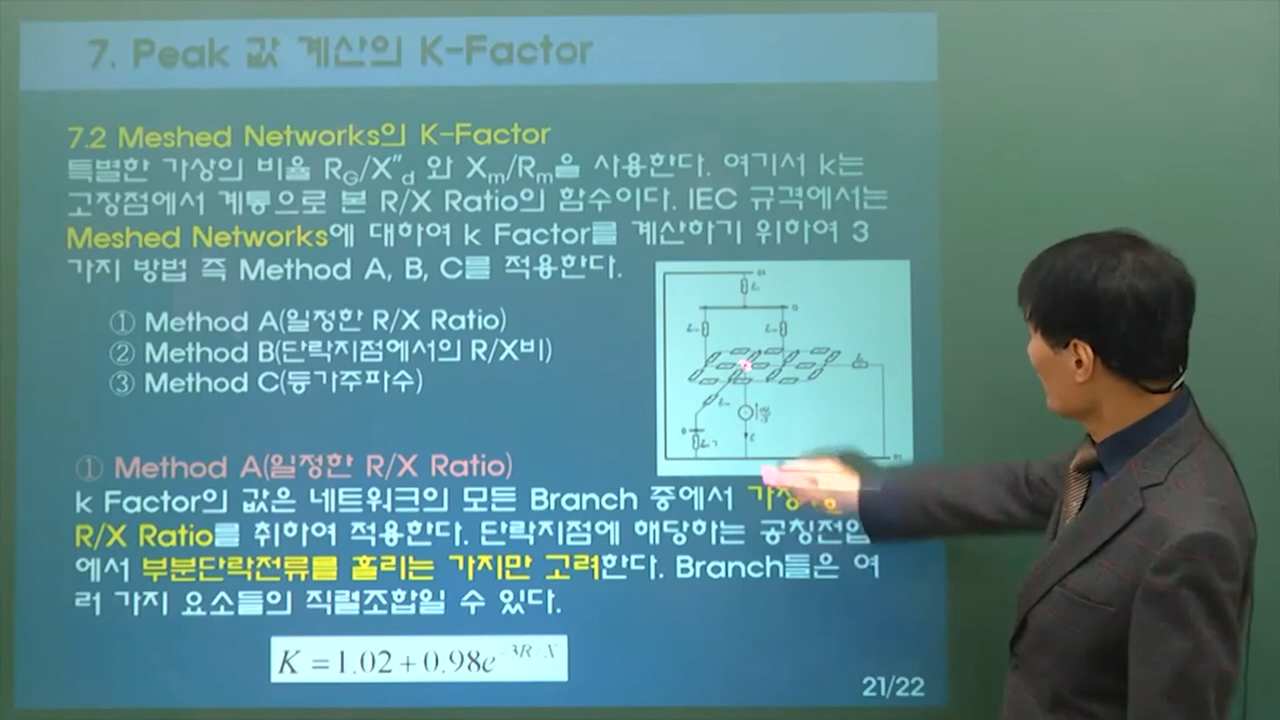 7. Peak 값 계산의 K-Factor
7.2 Meshed Networks의 K-Factor
특별한 가상의 비율 R_G/X″_d 와 X_m/R_m을 사용한다. 여기서 k는
고장점에서 계통으로 본 R/X Ratio의 함수이다. IEC 규격에서는
Meshed Networks에 대하여 k Factor를 계산하기 위하여 3
가지 방법 즉 Method A, B, C를 적용한다.
① Method A(일정한 R/X Ratio)
② Method B(단락지점에서의 R/X비)
③ Method C(등가주파수)
① Method A(일정한 R/X Ratio)
k Factor의 값은 네트워크의 모든 Branch 중에서
R/X Ratio를 취하여 적용한다. 단락지점에 해당하는 공칭전압
에서 부분단락전류를 흘리는 가지만 고려한다. Branch들은 여
러 가지 요소들의 직렬조합일 수 있다.
K = 1.02 + 0.98e^{-3R/X}
21/22